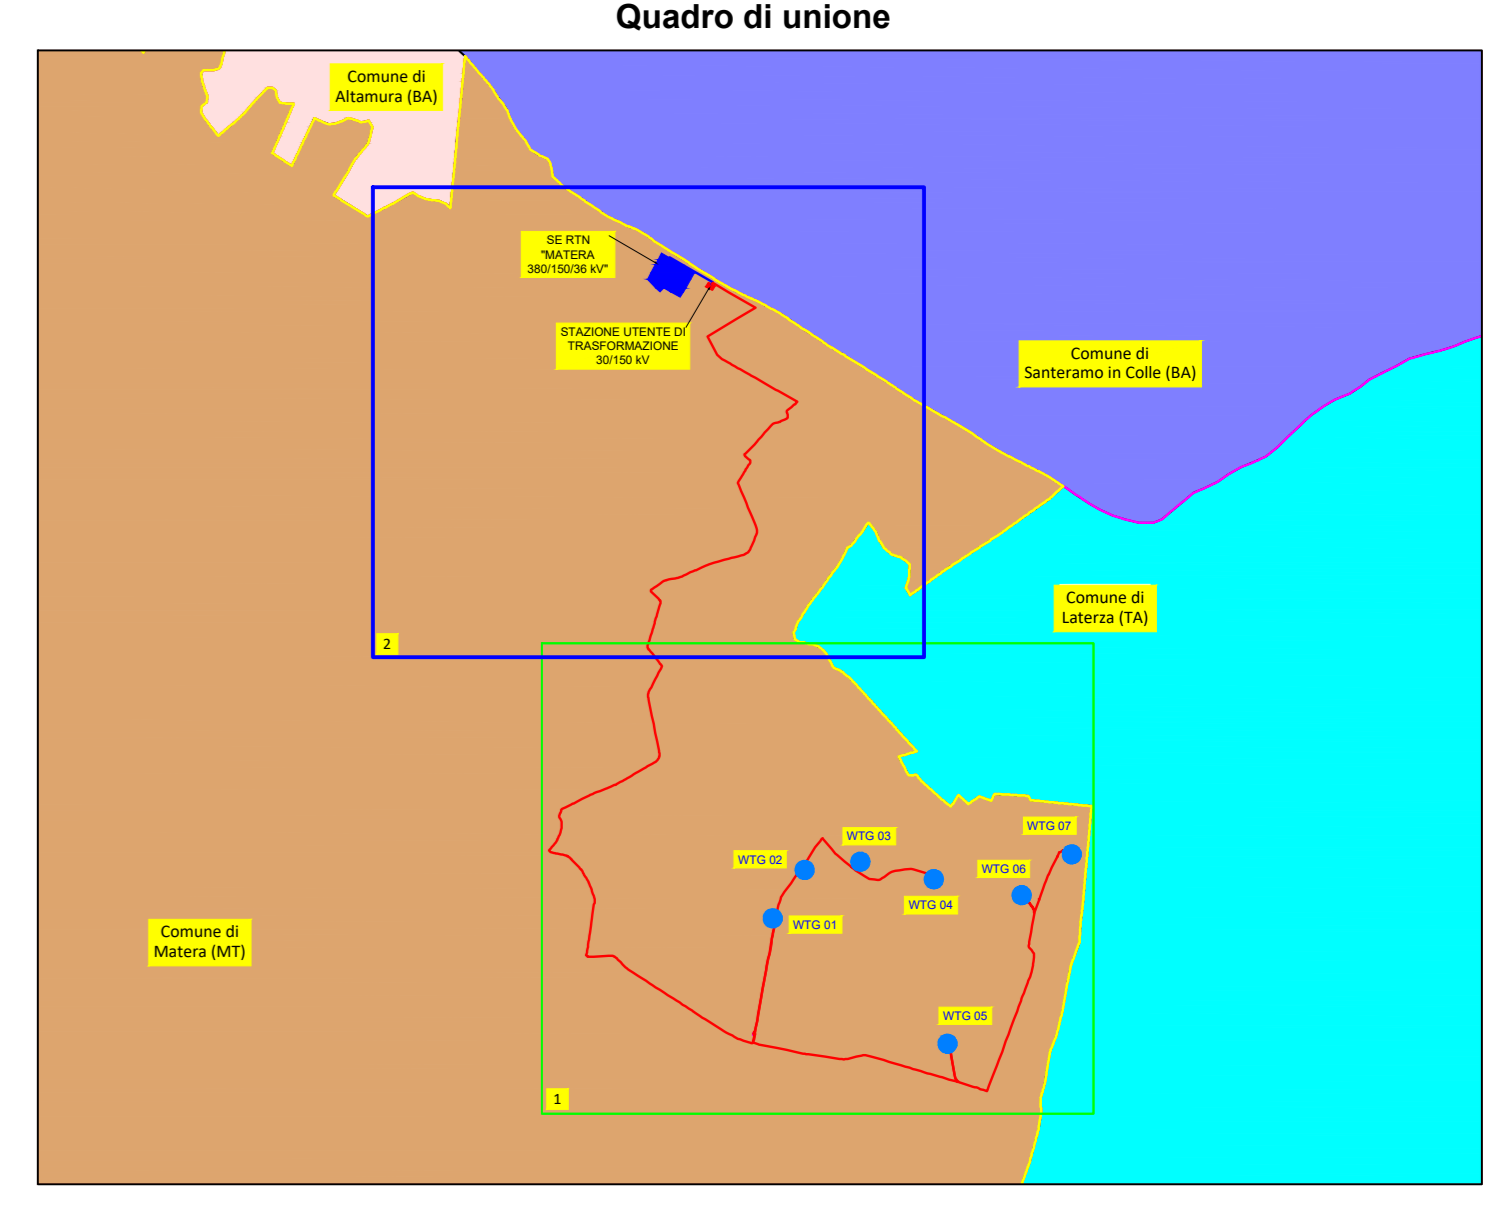 Quadro di unione
Comune di
Altamura (BA)
SE RTN
"MATERA
380/150/36 kV"
STAZIONE UTENTE DI
TRASFORMAZIONE
30/150 kV
Comune di
Santeramo in Colle (BA)
Comune di
Laterza (TA)
2
WTG 07
WTG 03
WTG 02
WTG 06
WTG 04
WTG 01
Comune di
Matera (MT)
WTG 05
1